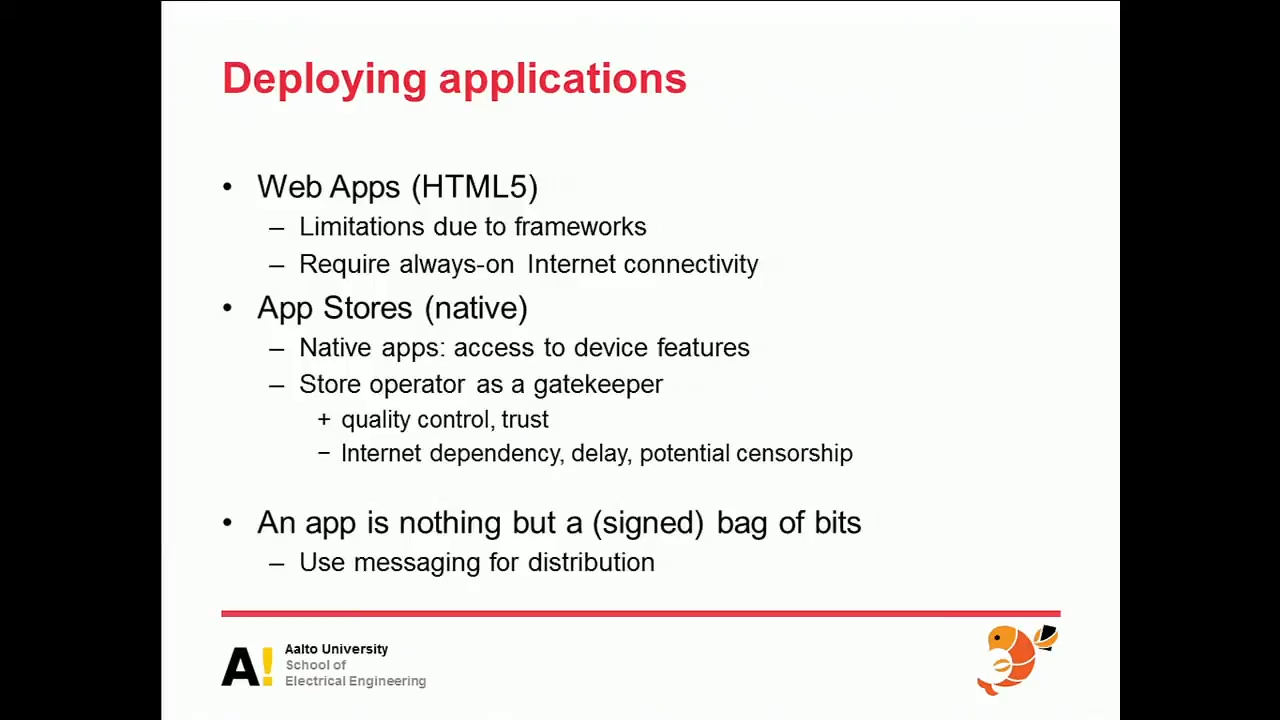 Deploying applications
• Web Apps (HTML5)
– Limitations due to frameworks
– Require always-on Internet connectivity
• App Stores (native)
– Native apps: access to device features
– Store operator as a gatekeeper
+ quality control, trust
− Internet dependency, delay, potential censorship
• An app is nothing but a (signed) bag of bits
– Use messaging for distribution
A!
Aalto University
School of
Electrical Engineering